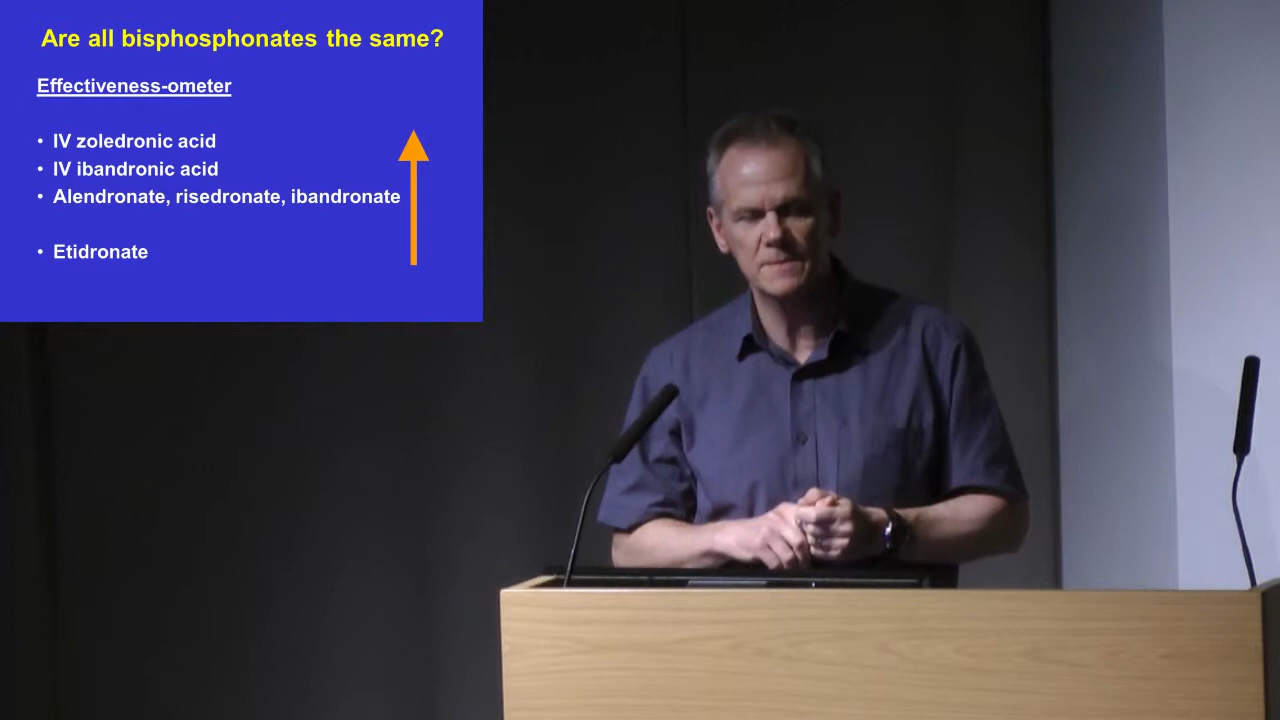 Are all bisphosphonates the same?
Effectiveness-ometer
• IV zoledronic acid
• IV ibandronic acid
• Alendronate, risedronate, ibandronate
• Etidronate